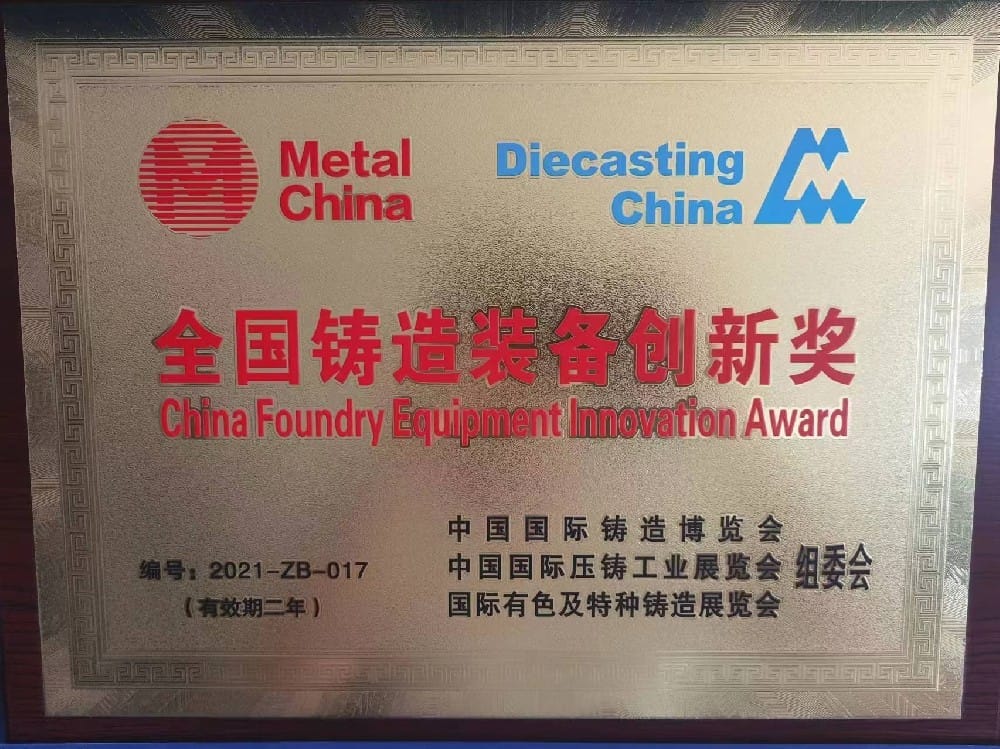 Metal
China
Diecasting
China
全国铸造装备创新奖
China Foundry Equipment Innovation Award
编号：2021-ZB-017
（有效期二年）
中国国际铸造博览会
中国国际压铸工业展览会
国际有色及特种铸造展览会
组委会